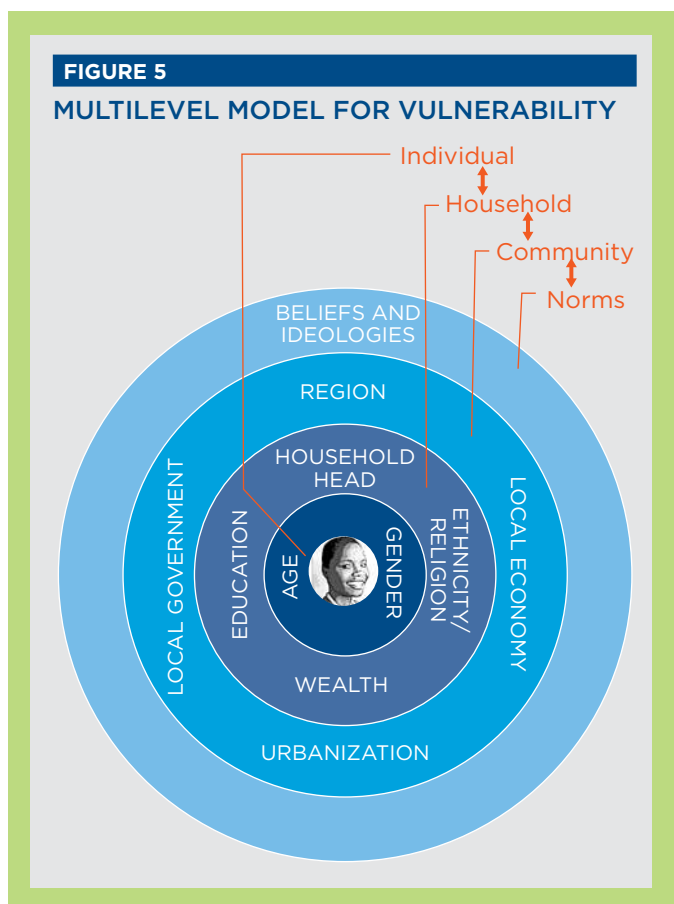 FIGURE 5
MULTILEVEL MODEL FOR VULNERABILITY
Individual
Household
Community
Norms
BELIEFS AND
IDEOLOGIES
REGION
HOUSEHOLD
HEAD
LOCAL GOVERNMENT
EDUCATION
AGE
GENDER
ETHNICITY/
RELIGION
LOCAL ECONOMY
WEALTH
URBANIZATION